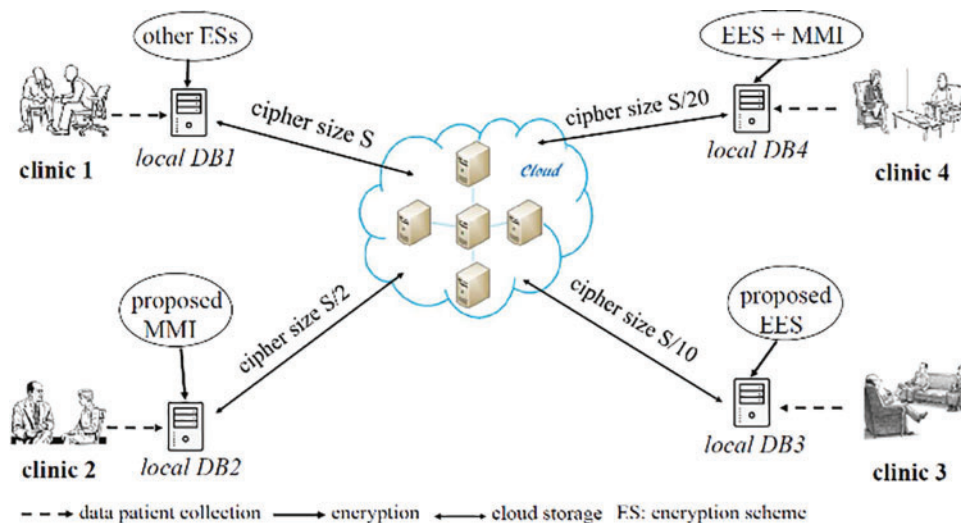 other ESs
EES + MMI
cipher size S
cipher size S/20
clinic 1
local DB1
Cloud
local DB4
clinic 4
proposed
MMI
cipher size S/2
cipher size S/10
proposed
EES
clinic 2
local DB2
local DB3
clinic 3
data patient collection
encryption
cloud storage
ES: encryption scheme